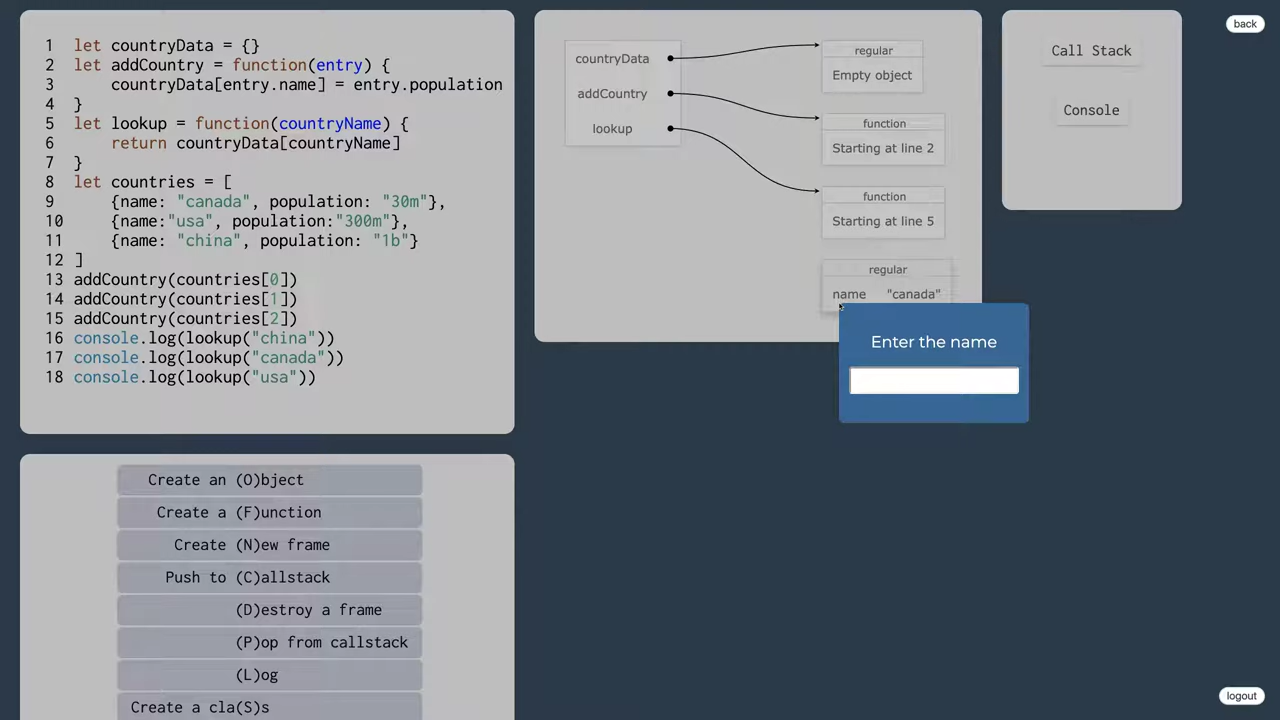 1 let countryData = {}
2 let addCountry = function(entry) {
3 countryData[entry.name] = entry.population
4 }
5 let lookup = function(countryName) {
6 return countryData[countryName]
7 }
8 let countries = [
9 {name: "canada", population: "30m"},
10 {name:"usa", population:"300m"},
11 {name: "china", population: "1b"}
12 ]
13 addCountry(countries[0])
14 addCountry(countries[1])
15 addCountry(countries[2])
16 console.log(lookup("china"))
17 console.log(lookup("canada"))
18 console.log(lookup("usa"))
Create an (O)bject
Create a (F)unction
Create (N)ew frame
Push to (C)allstack
(D)estroy a frame
(P)op from callstack
(L)og
Create a cla(S)s
countryData
addCountry
lookup
regular
Empty object
function
Starting at line 2
function
Starting at line 5
regular
name "canada"
Enter the name
Call Stack
Console
back
logout